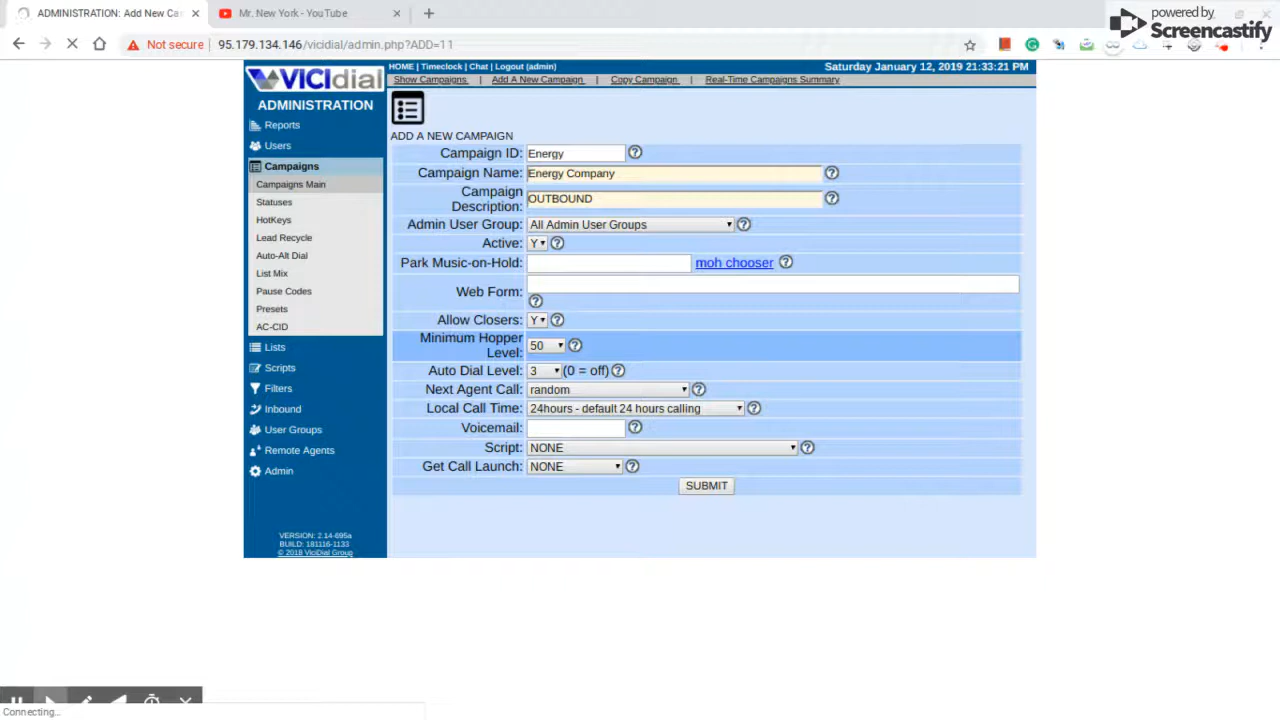 powered by
Screencastify
ADMINISTRATION: Add New Ca
Mr. New York - YouTube
Not secure
95.179.134.146/vicidial/admin.php?ADD=11
VICIdial
HOME | Timeclock | Chat | Logout (admin)
Saturday January 12, 2019 21:33:21 PM
Show Campaigns | Add A New Campaign | Copy Campaign | Real-Time Campaigns Summary
ADMINISTRATION
Reports
Users
Campaigns
Campaigns Main
Statuses
HotKeys
Lead Recycle
Auto-Alt Dial
List Mix
Pause Codes
Presets
AC-CID
Lists
Scripts
Filters
Inbound
User Groups
Remote Agents
Admin
VERSION: 2.14-695a
BUILD: 181116-1133
© 2018 ViciDial Group
ADD A NEW CAMPAIGN
Campaign ID: Energy
Campaign Name: Energy Company
Campaign
Description: OUTBOUND
Admin User Group: All Admin User Groups
Active: Y
Park Music-on-Hold: moh chooser
Web Form:
Allow Closers: Y
Minimum Hopper
Level: 50
Auto Dial Level: 3 (0 = off)
Next Agent Call: random
Local Call Time: 24hours - default 24 hours calling
Voicemail:
Script: NONE
Get Call Launch: NONE
SUBMIT
Connecting...